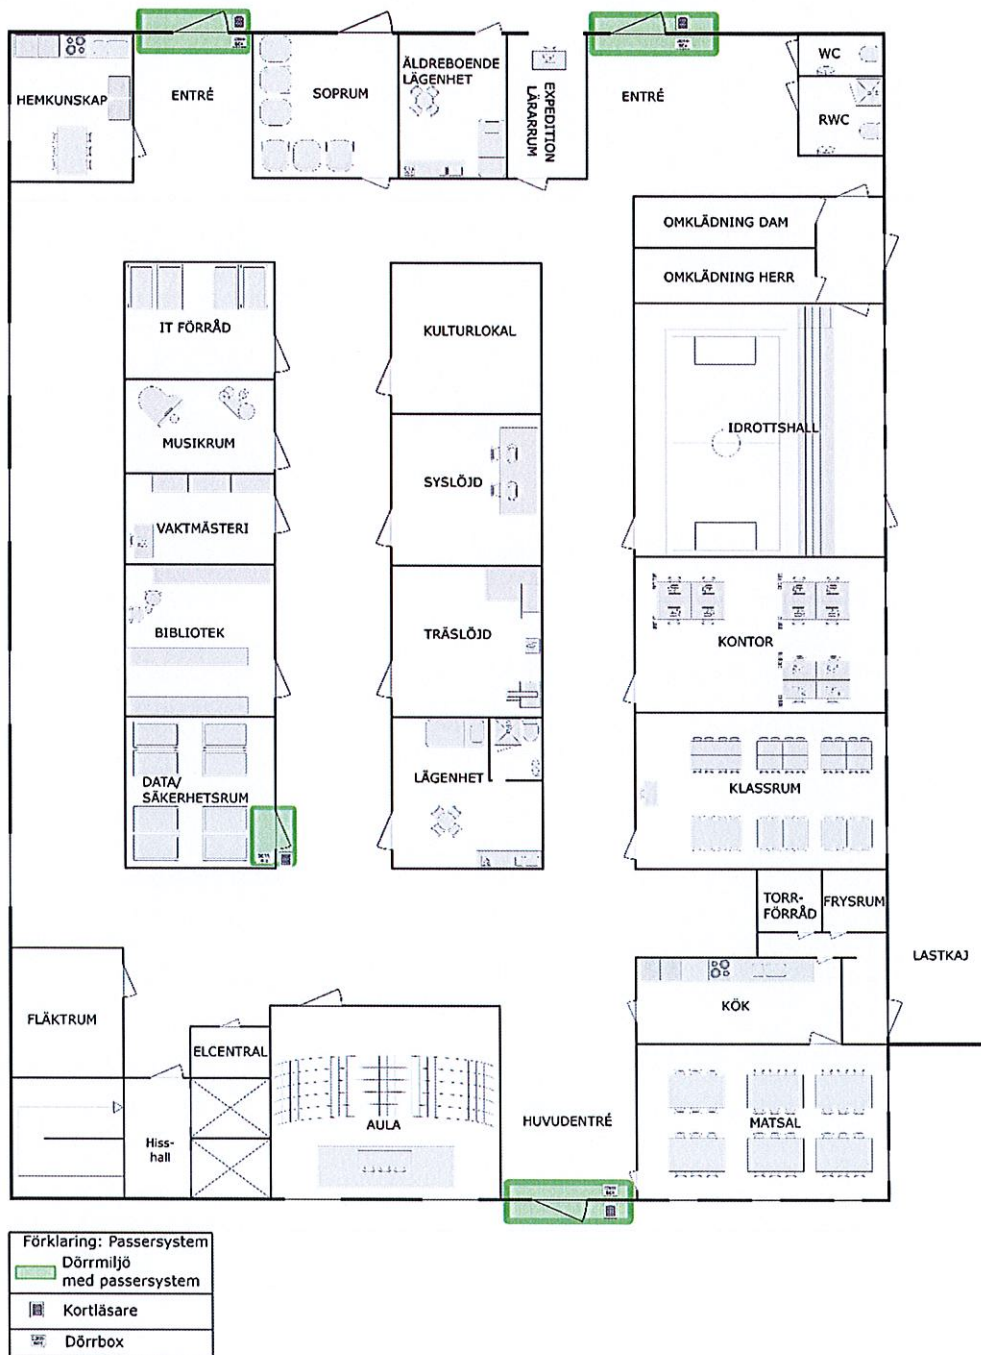 HEMKUNSKAP
ENTRÉ
SOPRUM
ÄLDREBOENDE
LÄGENHET
EXPEDITION
LÄRARRUM
ENTRÉ
WC
RWC
OMKLÄDNING DAM
OMKLÄDNING HERR
IT FÖRRÅD
KULTURLOKAL
IDROTTSHALL
MUSIKRUM
SYSLÖJD
VAKTMÄSTERI
BIBLIOTEK
TRÄSLÖJD
KONTOR
DATA/
SÄKERHETSRUM
LÄGENHET
KLASSRUM
TORR-
FÖRRÅD
FRYSRUM
LASTKAJ
FLÄKTRUM
KÖK
ELCENTRAL
Hiss-
hall
AULA
HUVUDENTRÉ
MATSAL
Förklaring: Passersystem
Dörrmiljö
med passersystem
Kortläsare
Dörrbox